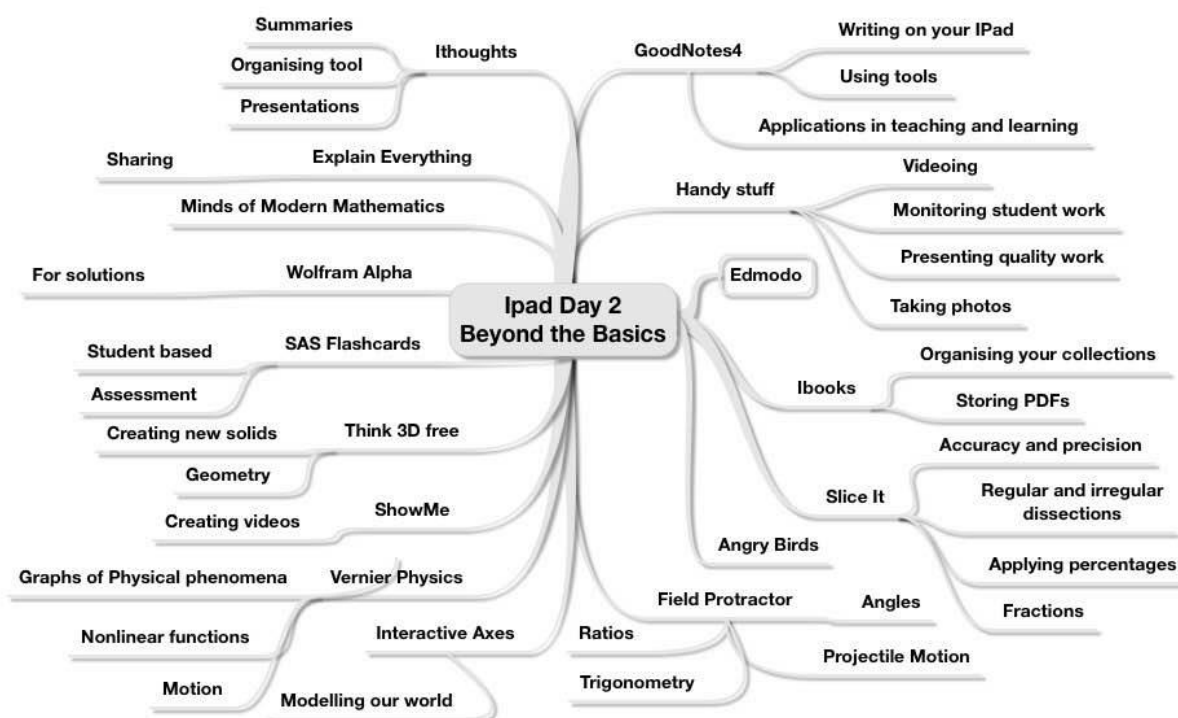 Ipad Day 2
Beyond the Basics
Ithoughts
Summaries
Organising tool
Presentations
Explain Everything
Sharing
Minds of Modern Mathematics
Wolfram Alpha
For solutions
SAS Flashcards
Student based
Assessment
Think 3D free
Creating new solids
Geometry
ShowMe
Creating videos
Vernier Physics
Graphs of Physical phenomena
Nonlinear functions
Motion
Interactive Axes
Modelling our world
GoodNotes4
Writing on your IPad
Using tools
Applications in teaching and learning
Handy stuff
Videoing
Monitoring student work
Presenting quality work
Taking photos
Edmodo
Ibooks
Organising your collections
Storing PDFs
Slice It
Accuracy and precision
Regular and irregular
dissections
Applying percentages
Fractions
Angry Birds
Field Protractor
Angles
Projectile Motion
Ratios
Trigonometry